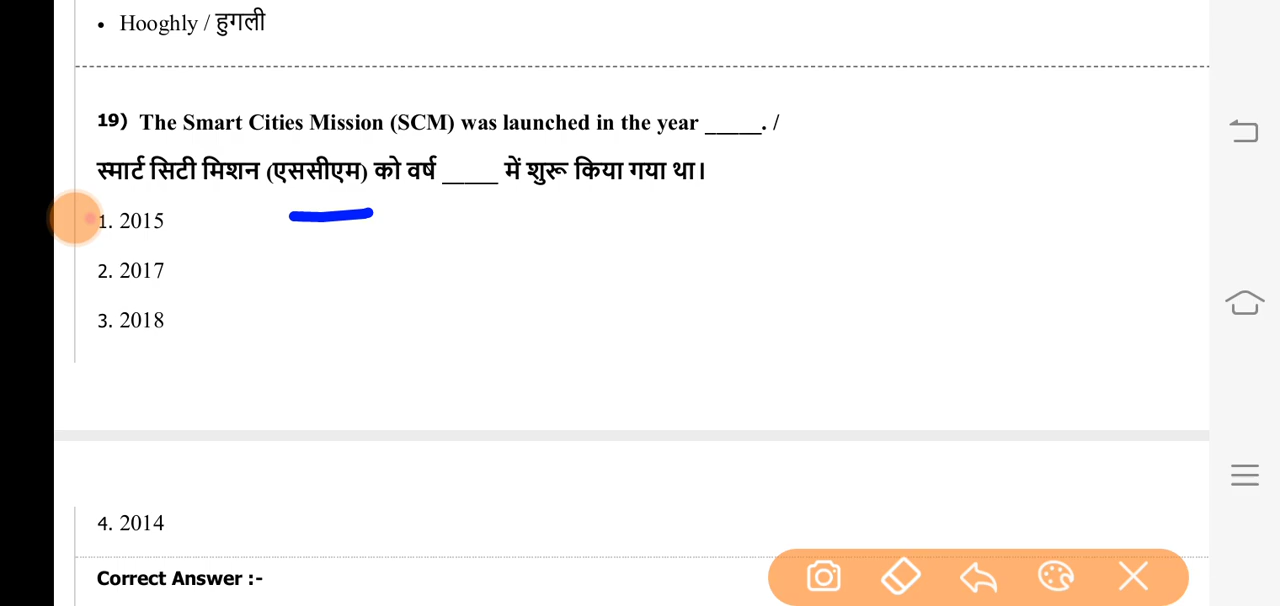 • Hooghly / हुगली
19) The Smart Cities Mission (SCM) was launched in the year _____. /
स्मार्ट सिटी मिशन (एससीएम) को वर्ष _____ में शुरू किया गया था।
1. 2015
2. 2017
3. 2018
4. 2014
Correct Answer :-